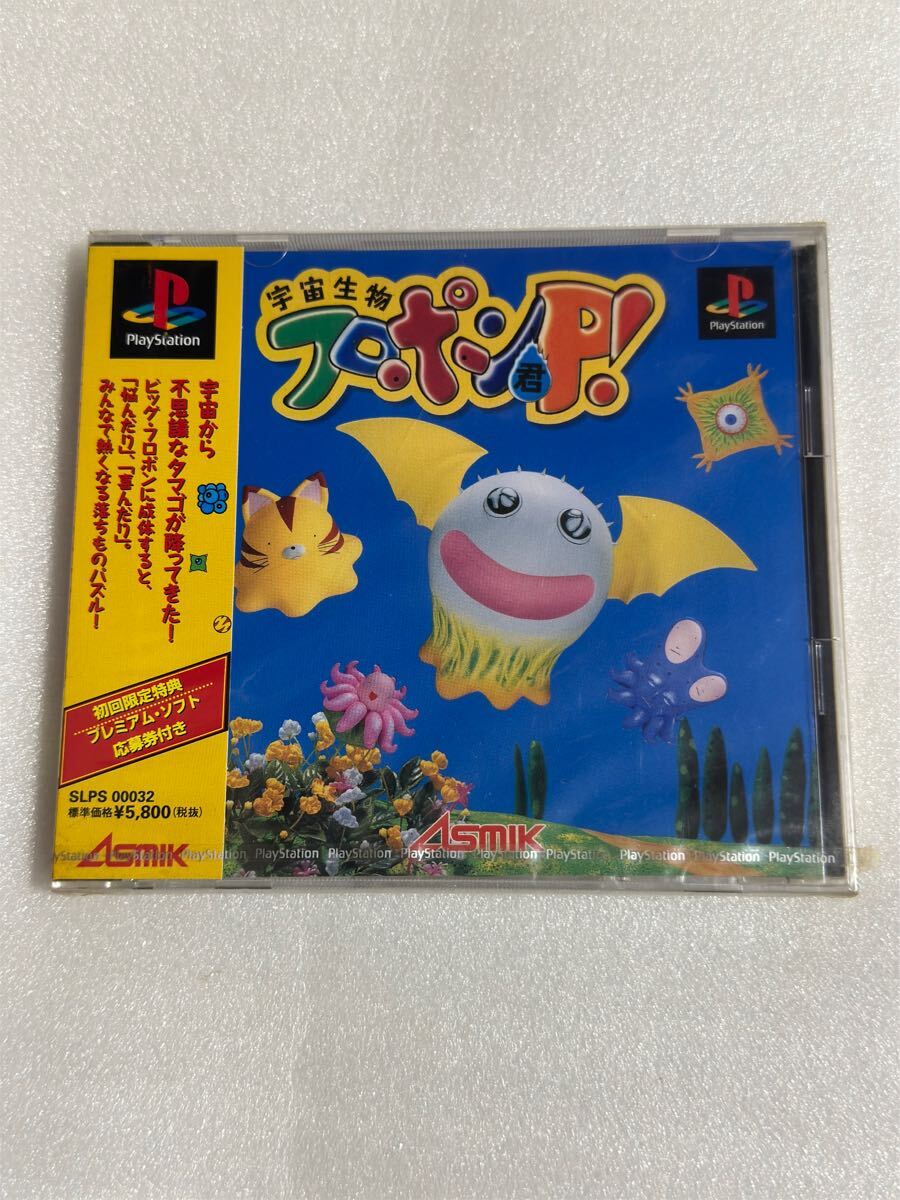 PlayStation
宇宙から
不思議なタマゴが降ってきた!
ビッグ・フロポンに成体すると、
「悩んだり」、「喜んだり」。
みんなで熱くなる落ちものパズル!
初回限定特典
プレミアム・ソフト
応募券付き
SLPS 00032
標準価格¥5,800(税抜)
ASMIK
宇宙生物
フロポン君P!
PlayStation
ASMIK
yStation PlayStation PlayStation PlayStation PlayStation PlayStation PlayStation PlayStation PlayStation PlayStation PlayStation